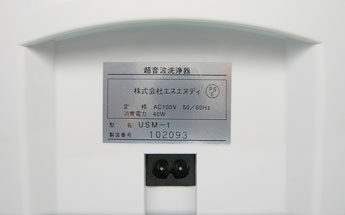 超音波洗浄器
株式会社エスエヌディ
PSE
定 格 AC100V 50/60Hz
消費電力 40W
型 名 USM-1
製造番号 102093